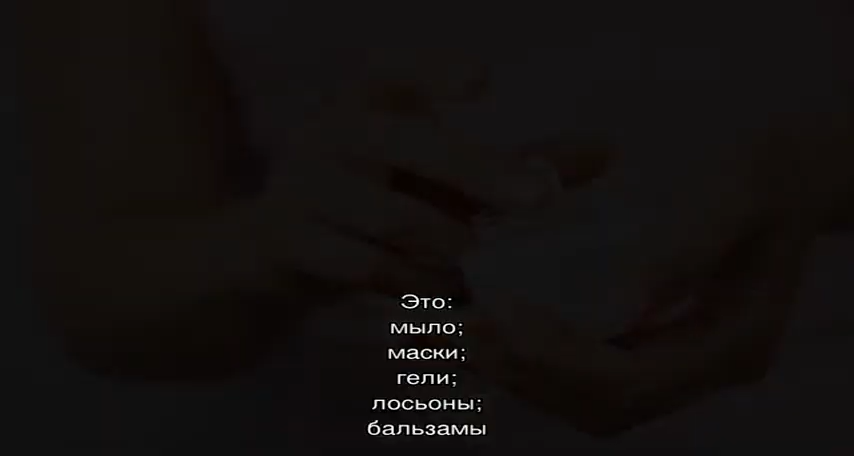 Это:
мыло;
маски;
гели;
лосьоны;
бальзамы